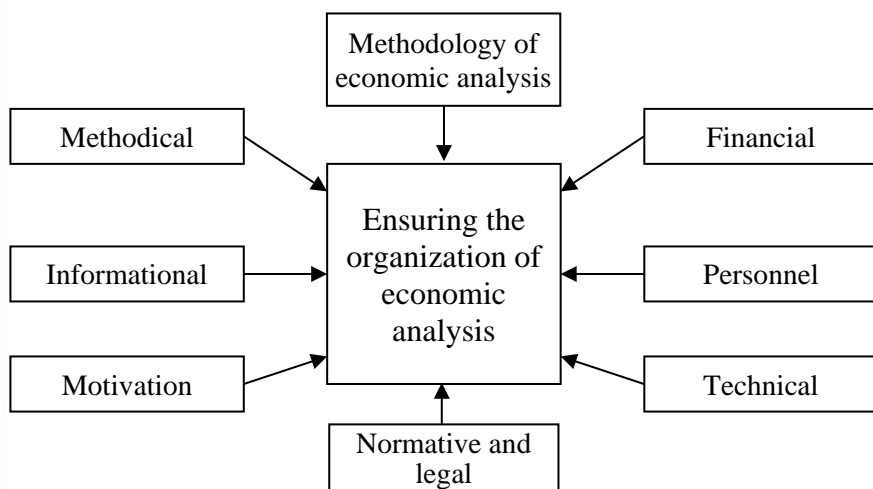 Methodology of
economic analysis
Methodical
Financial
Ensuring the
organization of
economic
analysis
Informational
Personnel
Motivation
Technical
Normative and
legal